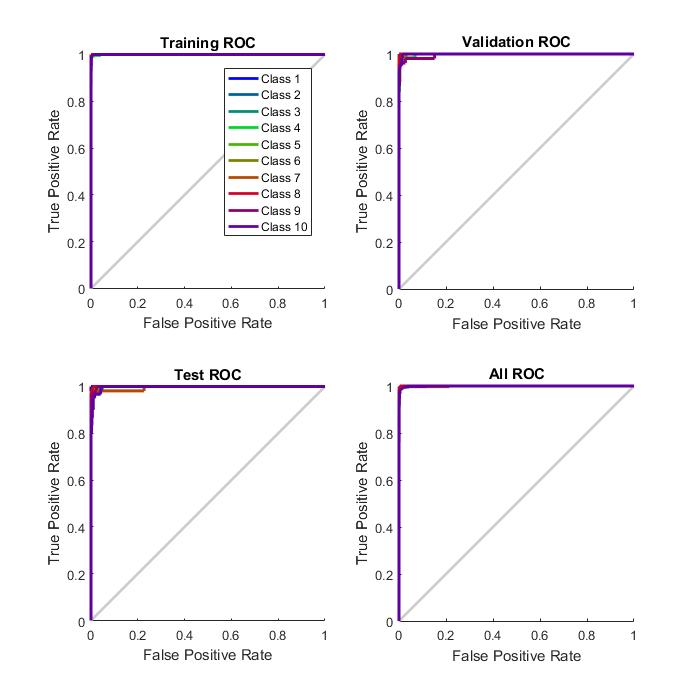 Training ROC
1
0.8
0.6
0.4
0.2
0
True Positive Rate
Class 1
Class 2
Class 3
Class 4
Class 5
Class 6
Class 7
Class 8
Class 9
Class 10
0 0.2 0.4 0.6 0.8 1
False Positive Rate
Validation ROC
1
0.8
0.6
0.4
0.2
0
True Positive Rate
0 0.2 0.4 0.6 0.8 1
False Positive Rate
Test ROC
1
0.8
0.6
0.4
0.2
0
True Positive Rate
0 0.2 0.4 0.6 0.8 1
False Positive Rate
All ROC
1
0.8
0.6
0.4
0.2
0
True Positive Rate
0 0.2 0.4 0.6 0.8 1
False Positive Rate